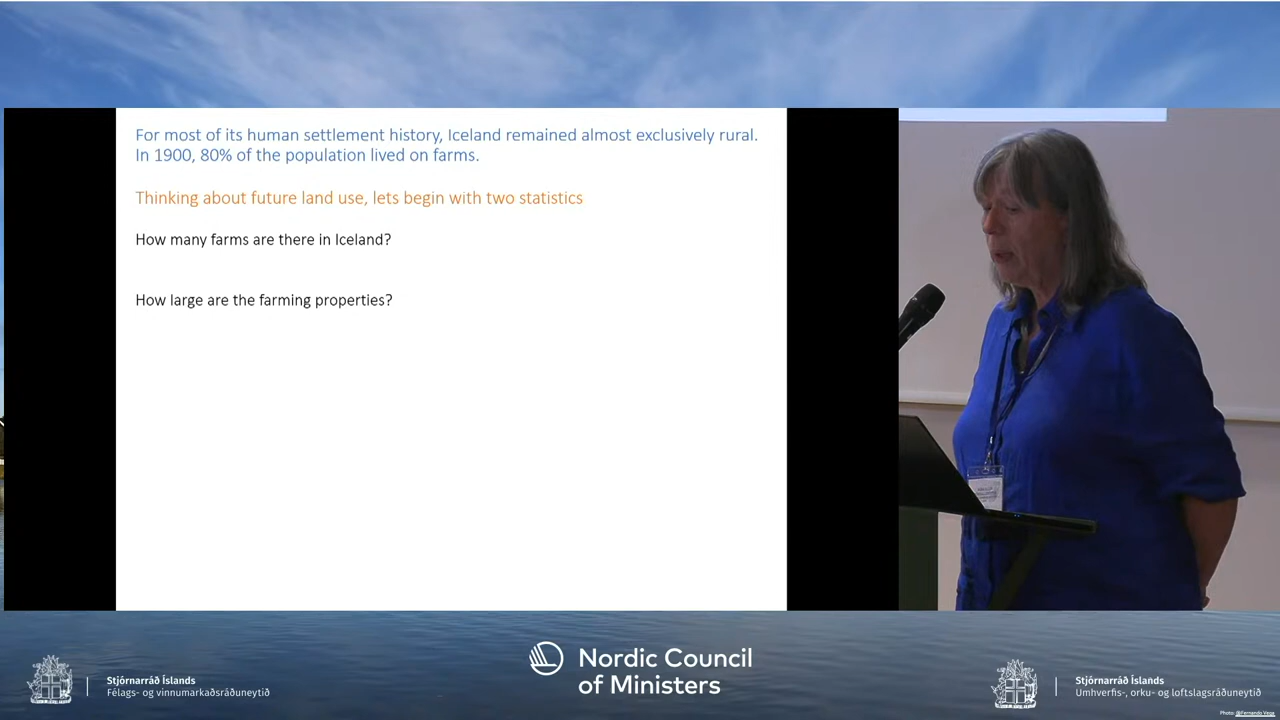 For most of its human settlement history, Iceland remained almost exclusively rural.
In 1900, 80% of the population lived on farms.
Thinking about future land use, lets begin with two statistics
How many farms are there in Iceland?
How large are the farming properties?
Stjórnarráð Íslands
Félags- og vinnumarkaðsráðuneytið
Nordic Council
of Ministers
Stjórnarráð Íslands
Umhverfis-, orku- og loftslagsráðuneytið
Photo: @Fernando Vega